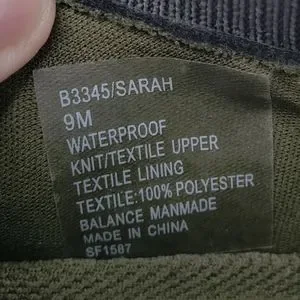 B3345/SARAH
9M
WATERPROOF
KNIT/TEXTILE UPPER
TEXTILE LINING
TEXTILE:100% POLYESTER
BALANCE MANMADE
MADE IN CHINA
SF1587